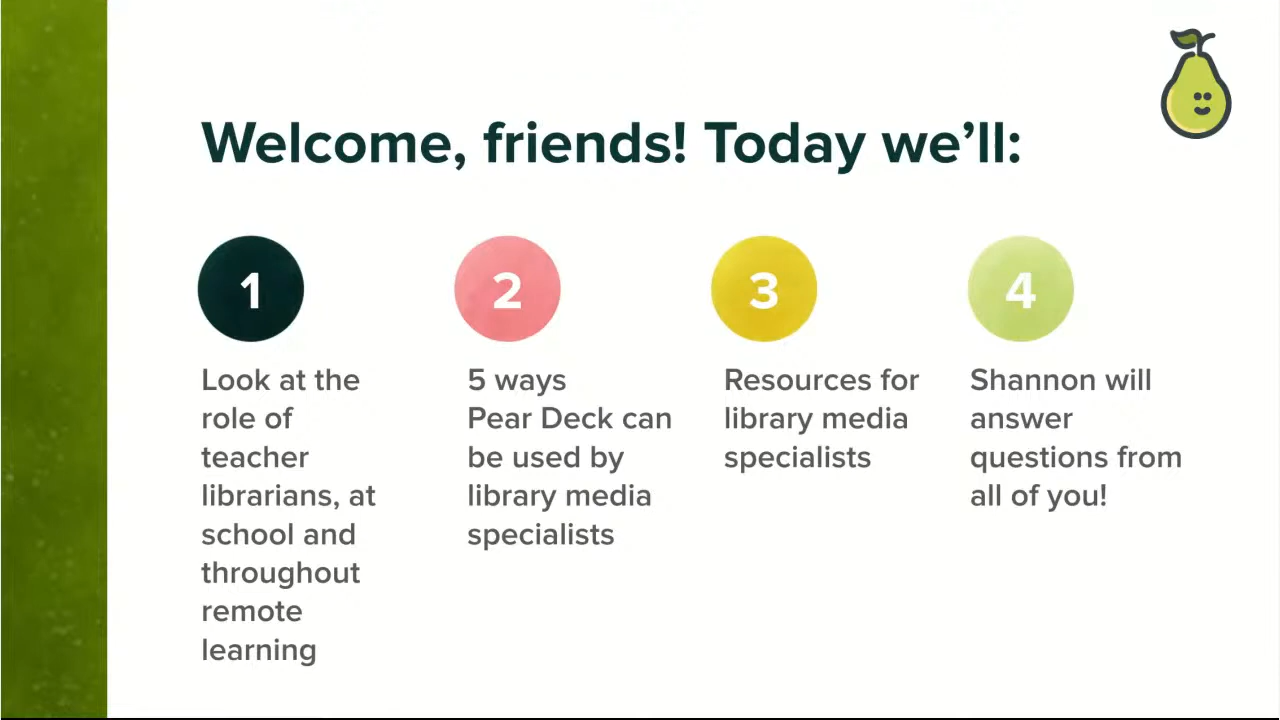 Welcome, friends! Today we’ll:
1
Look at the
role of
teacher
librarians, at
school and
throughout
remote
learning
2
5 ways
Pear Deck can
be used by
library media
specialists
3
Resources for
library media
specialists
4
Shannon will
answer
questions from
all of you!